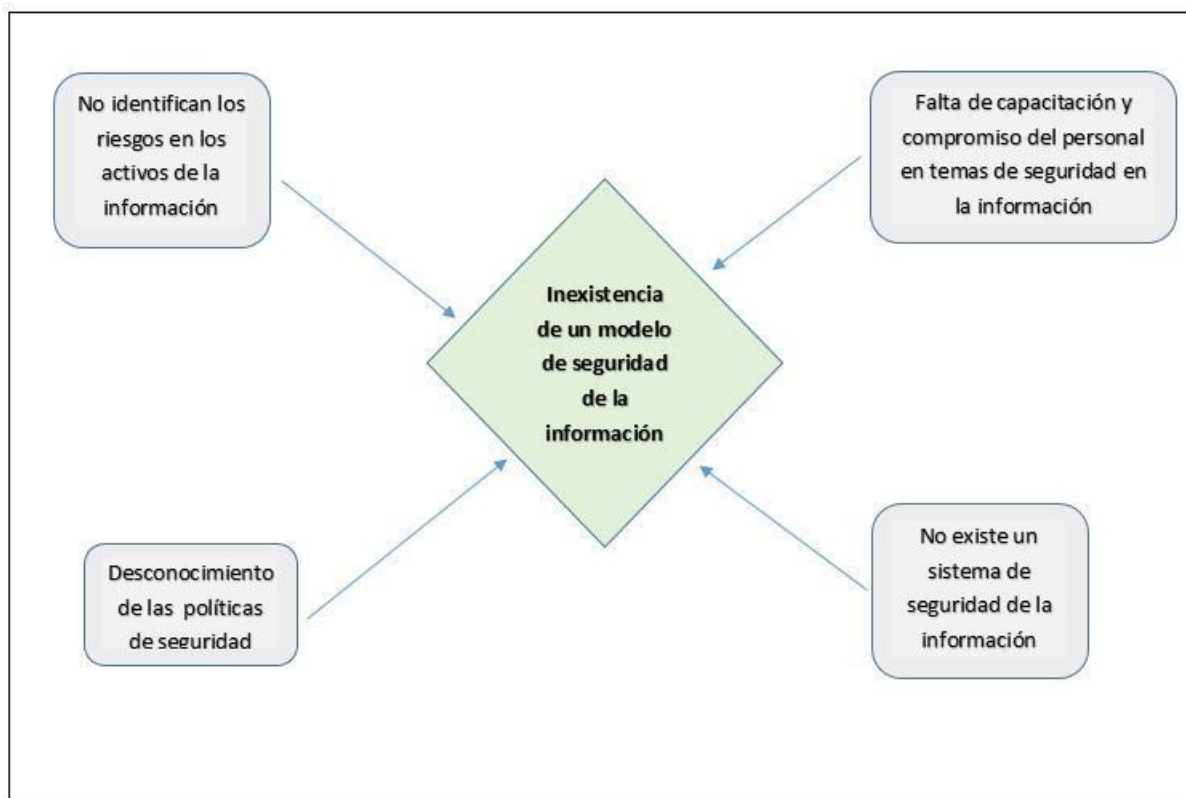 No identifican los
riesgos en los
activos de la
información
Falta de capacitación y
compromiso del personal
en temas de seguridad en
la información
Inexistencia
de un modelo
de seguridad
de la
información
Desconocimiento
de las políticas
de seguridad
No existe un
sistema de
seguridad de la
información